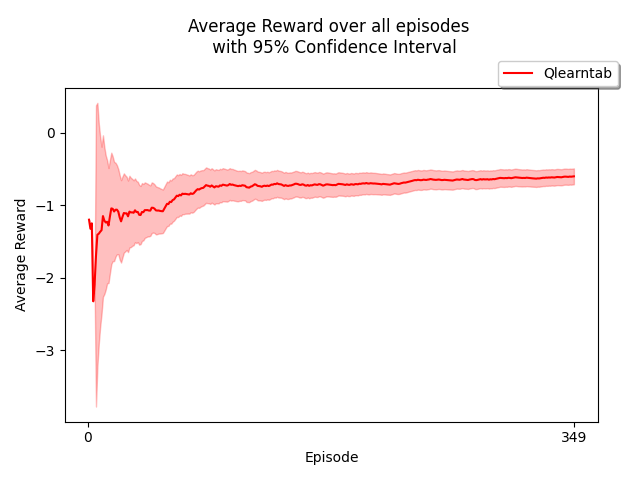 Average Reward over all episodes
with 95% Confidence Interval
Qlearntab
Average Reward
0
−1
−2
−3
0
349
Episode